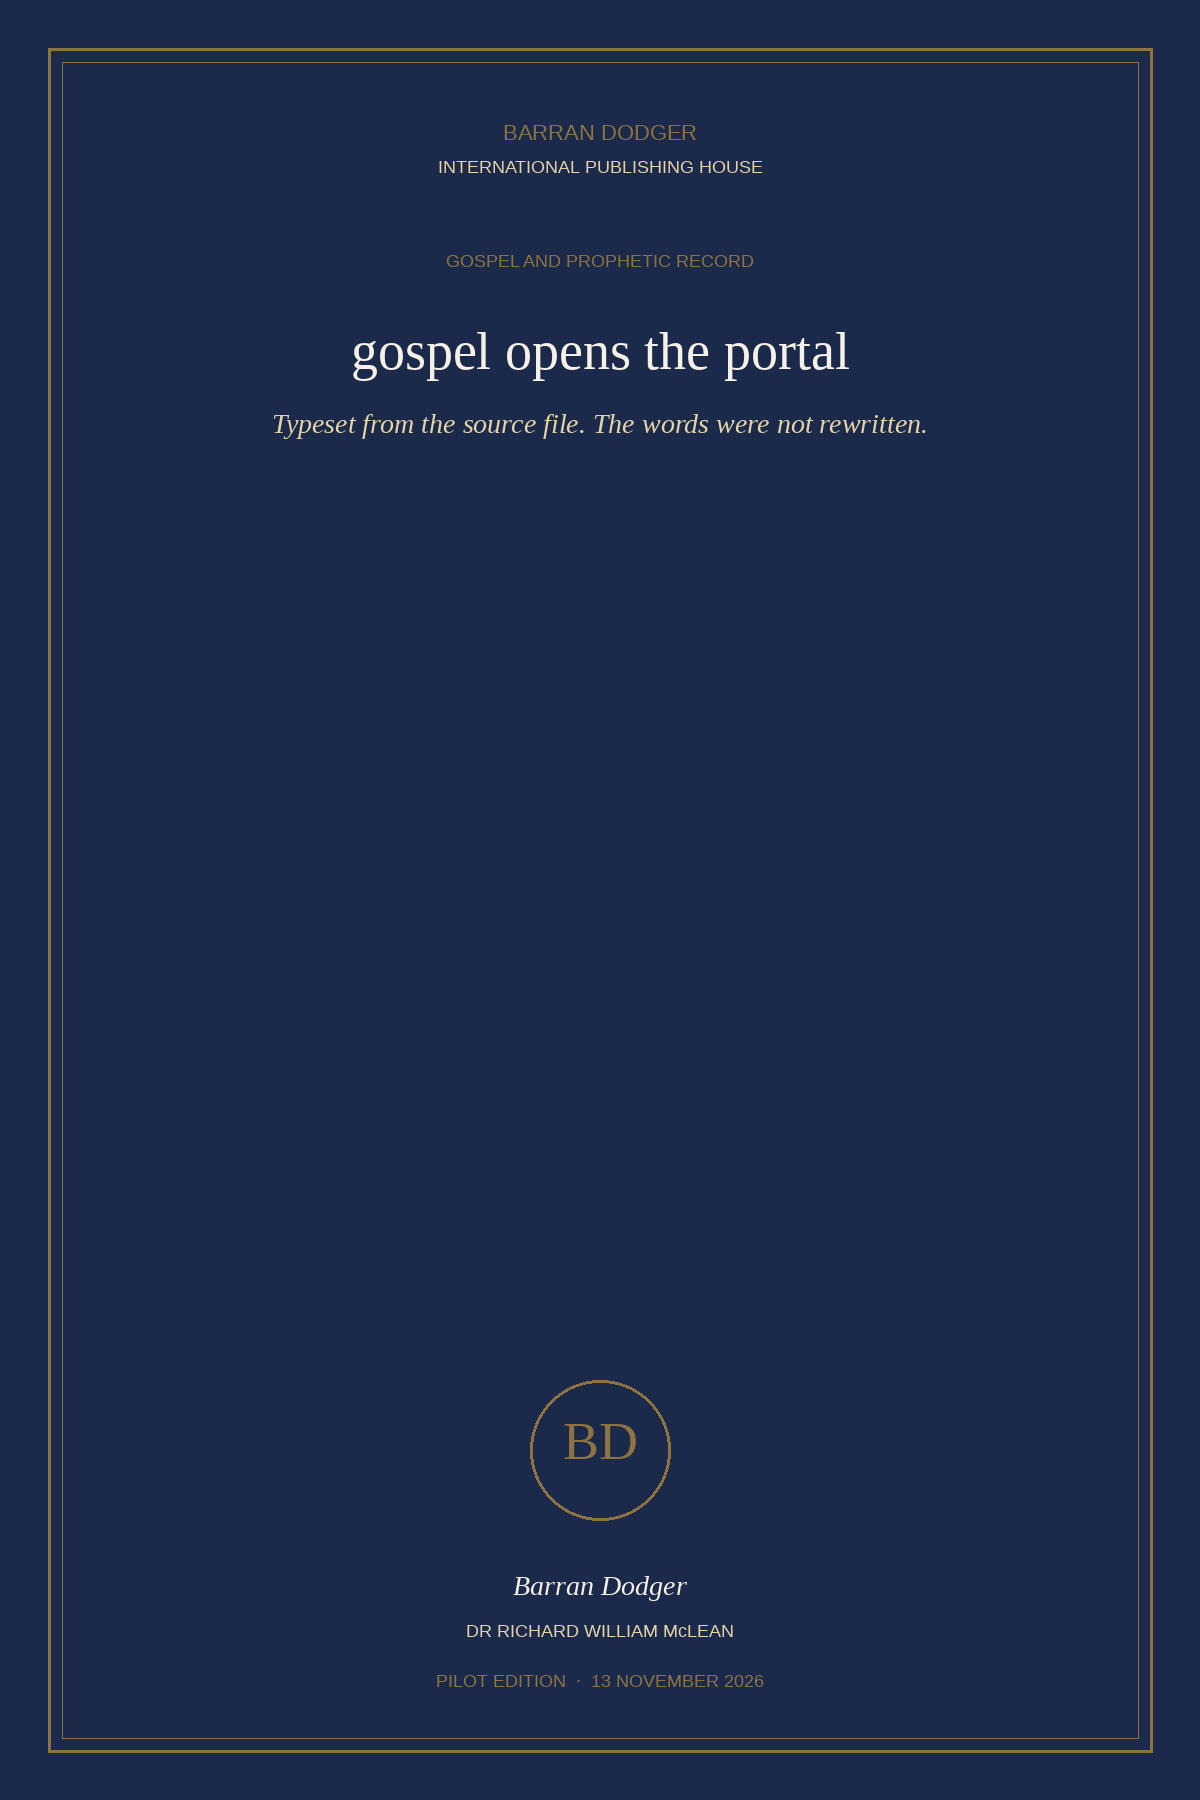 BARRAN DODGER
INTERNATIONAL PUBLISHING HOUSE
GOSPEL AND PROPHETIC RECORD
gospel opens the portal
Typeset from the source file. The words were not rewritten.
BD
Barran Dodger
DR RICHARD WILLIAM McLEAN
PILOT EDITION · 13 NOVEMBER 2026